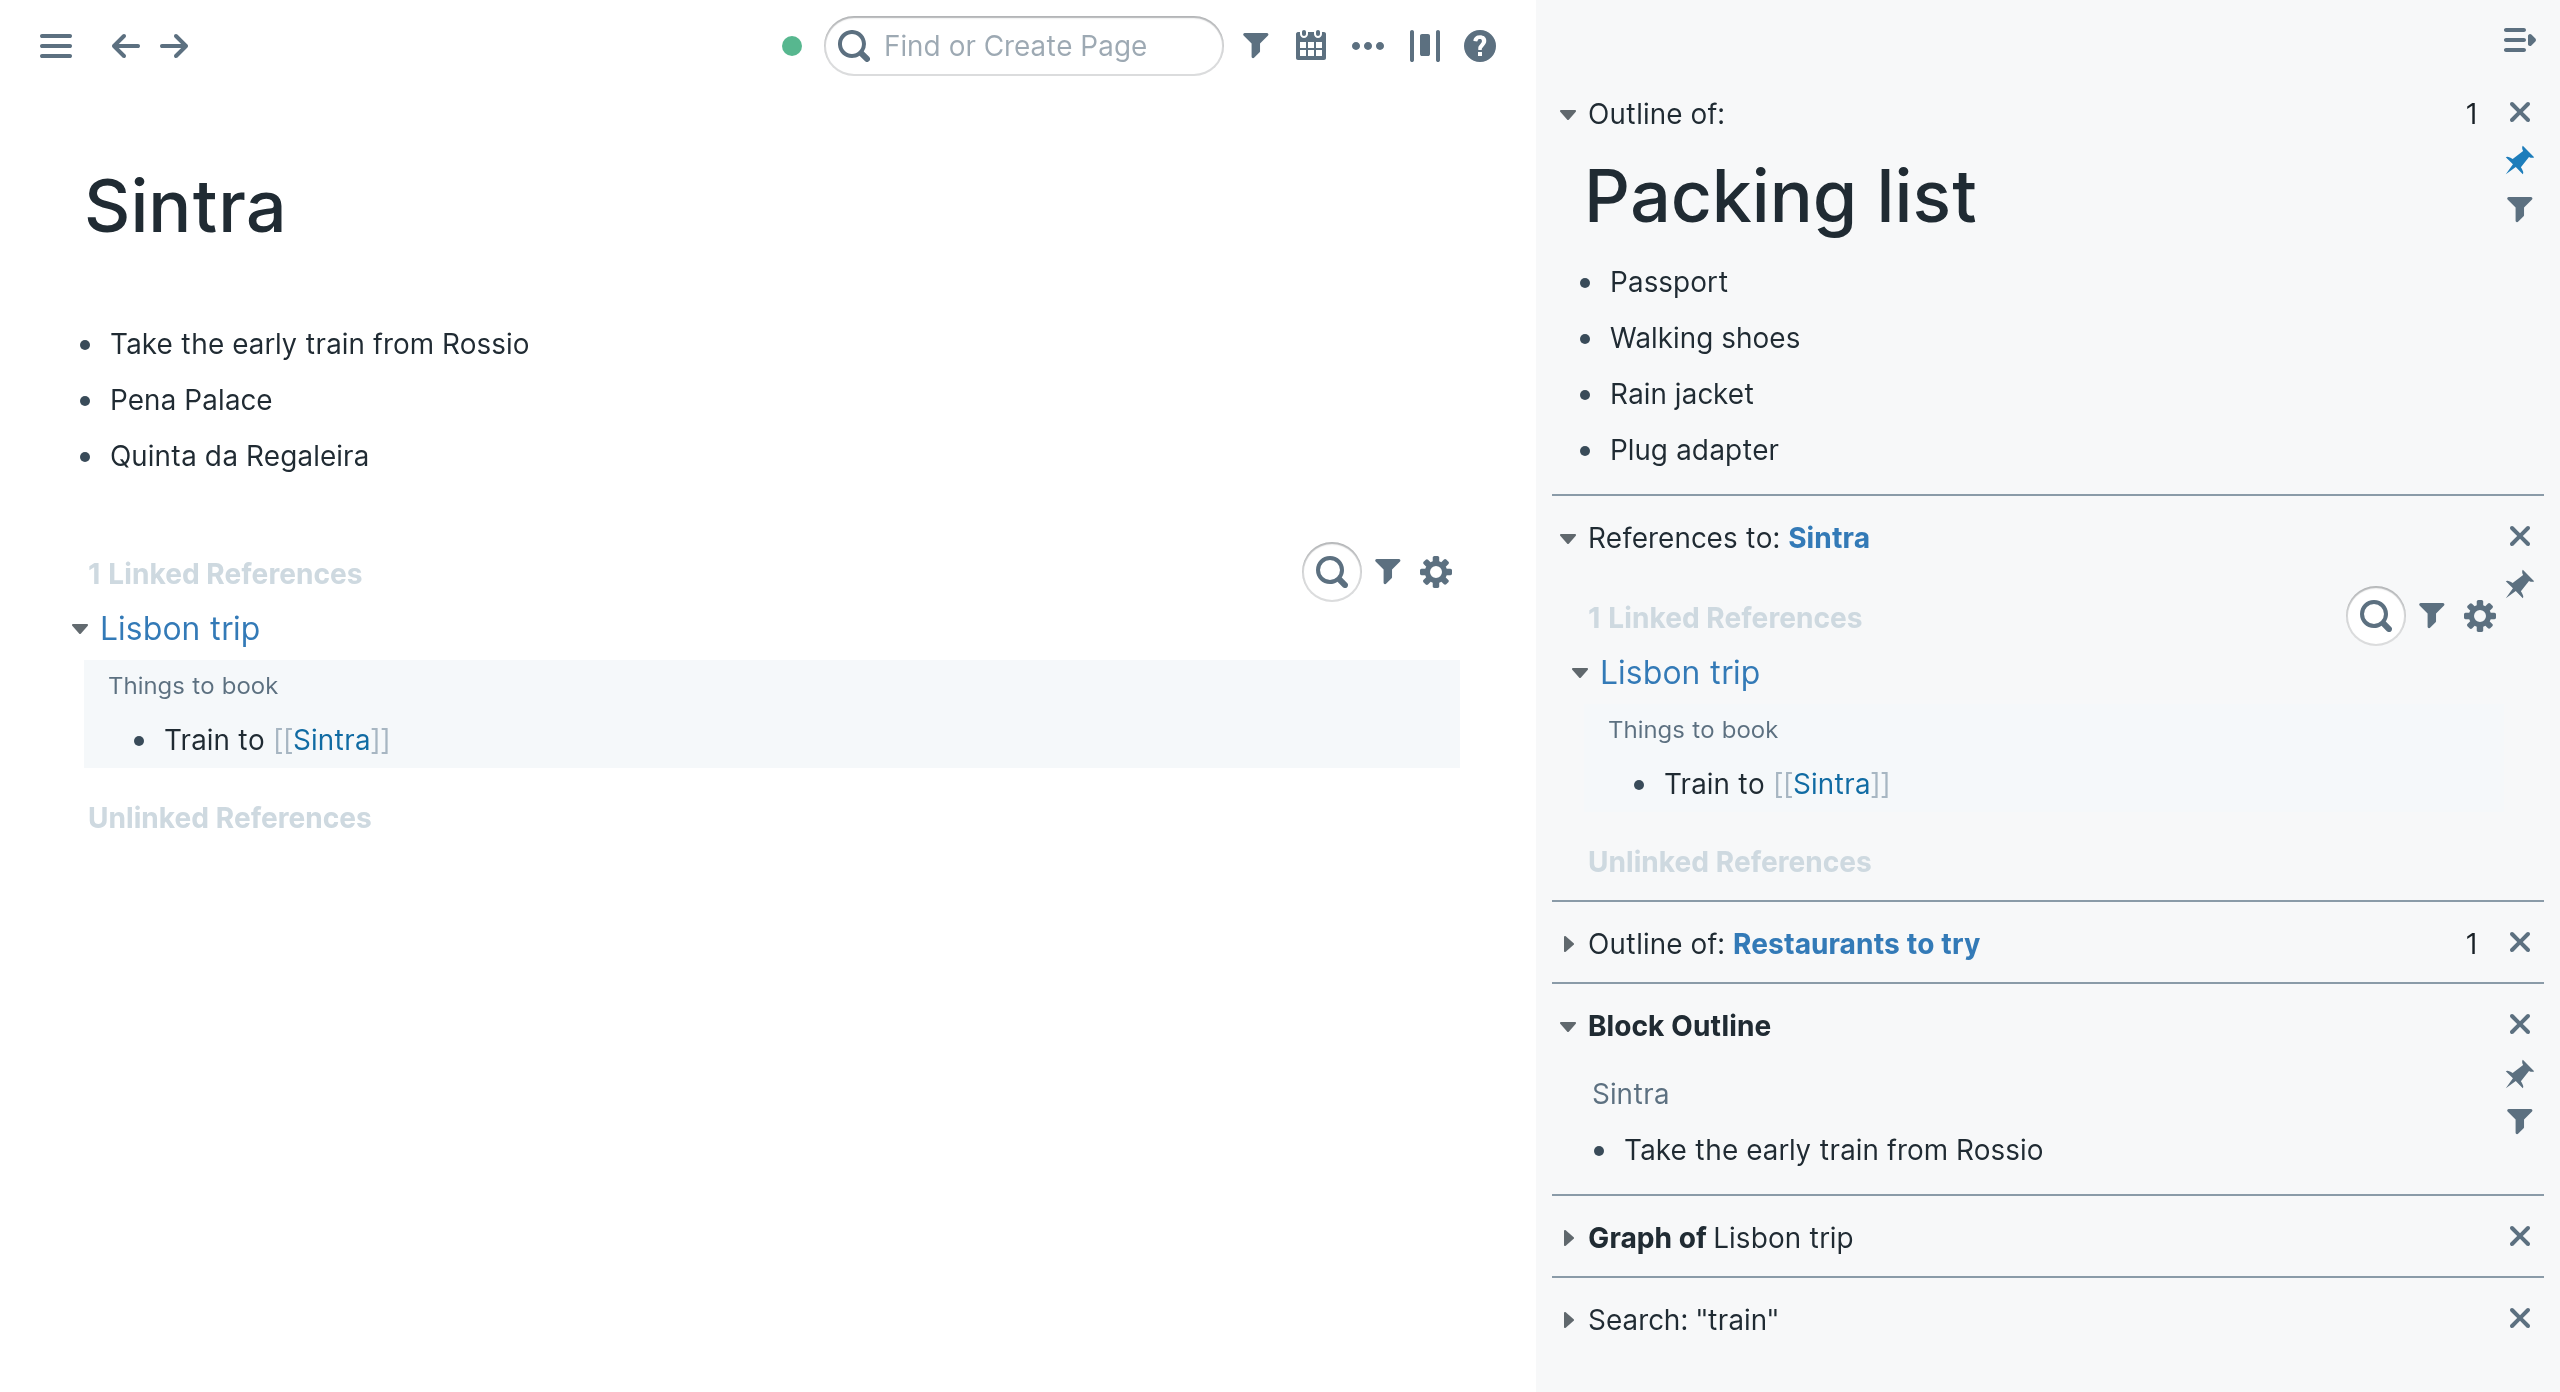 Find or Create Page
Sintra
Take the early train from Rossio
Pena Palace
Quinta da Regaleira
1 Linked References
Lisbon trip
Things to book
Train to [[Sintra]]
Unlinked References
Outline of: 1
Packing list
Passport
Walking shoes
Rain jacket
Plug adapter
References to: Sintra
1 Linked References
Lisbon trip
Things to book
Train to [[Sintra]]
Unlinked References
Outline of: Restaurants to try 1
Block Outline
Sintra
Take the early train from Rossio
Graph of Lisbon trip
Search: "train"